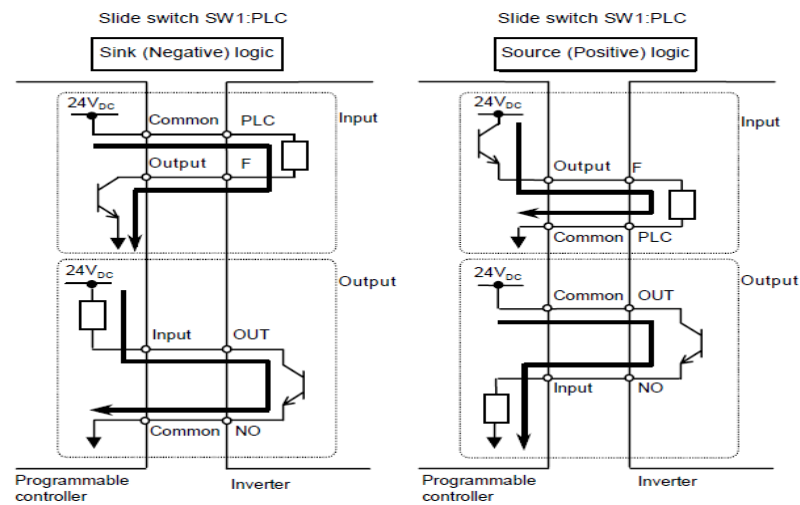 Slide switch SW1:PLC
Sink (Negative) logic
24VDC
Common
PLC
Input
Output
F
24VDC
Output
Input
OUT
Common
NO
Programmable
controller
Inverter
Slide switch SW1:PLC
Source (Positive) logic
24VDC
Input
Output
F
Common
PLC
24VDC
Output
Common
OUT
Input
NO
Programmable
controller
Inverter